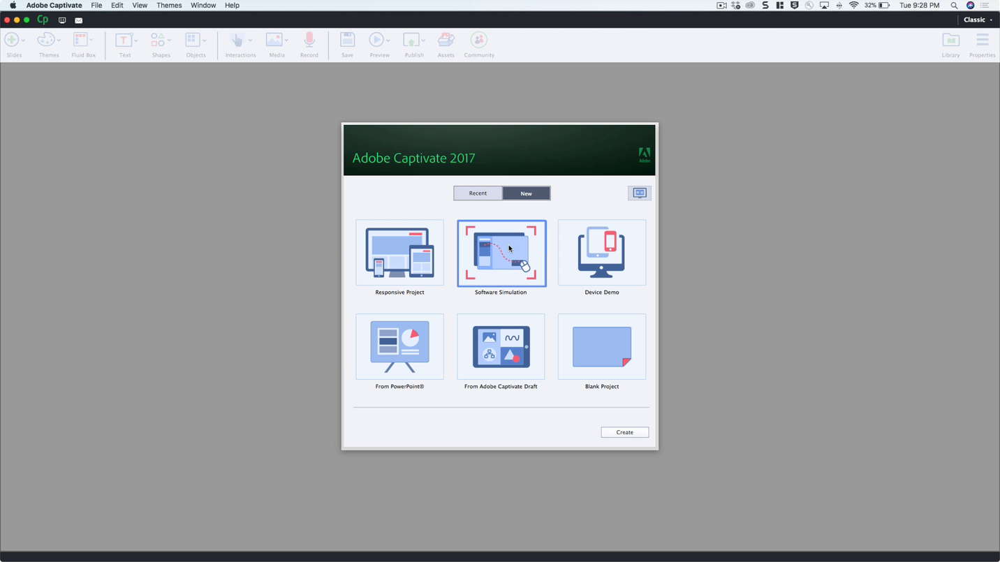 Adobe Captivate File Edit View Themes Window Help 32% Tue 9:28 PM
Cp Classic
Slides Themes Fluid Box Text Shapes Objects Interactions Media Record Save Preview Publish Assets Community Library Properties
Adobe Captivate 2017
Adobe
Recent New
Responsive Project Software Simulation Device Demo
From PowerPoint® From Adobe Captivate Draft Blank Project
Create